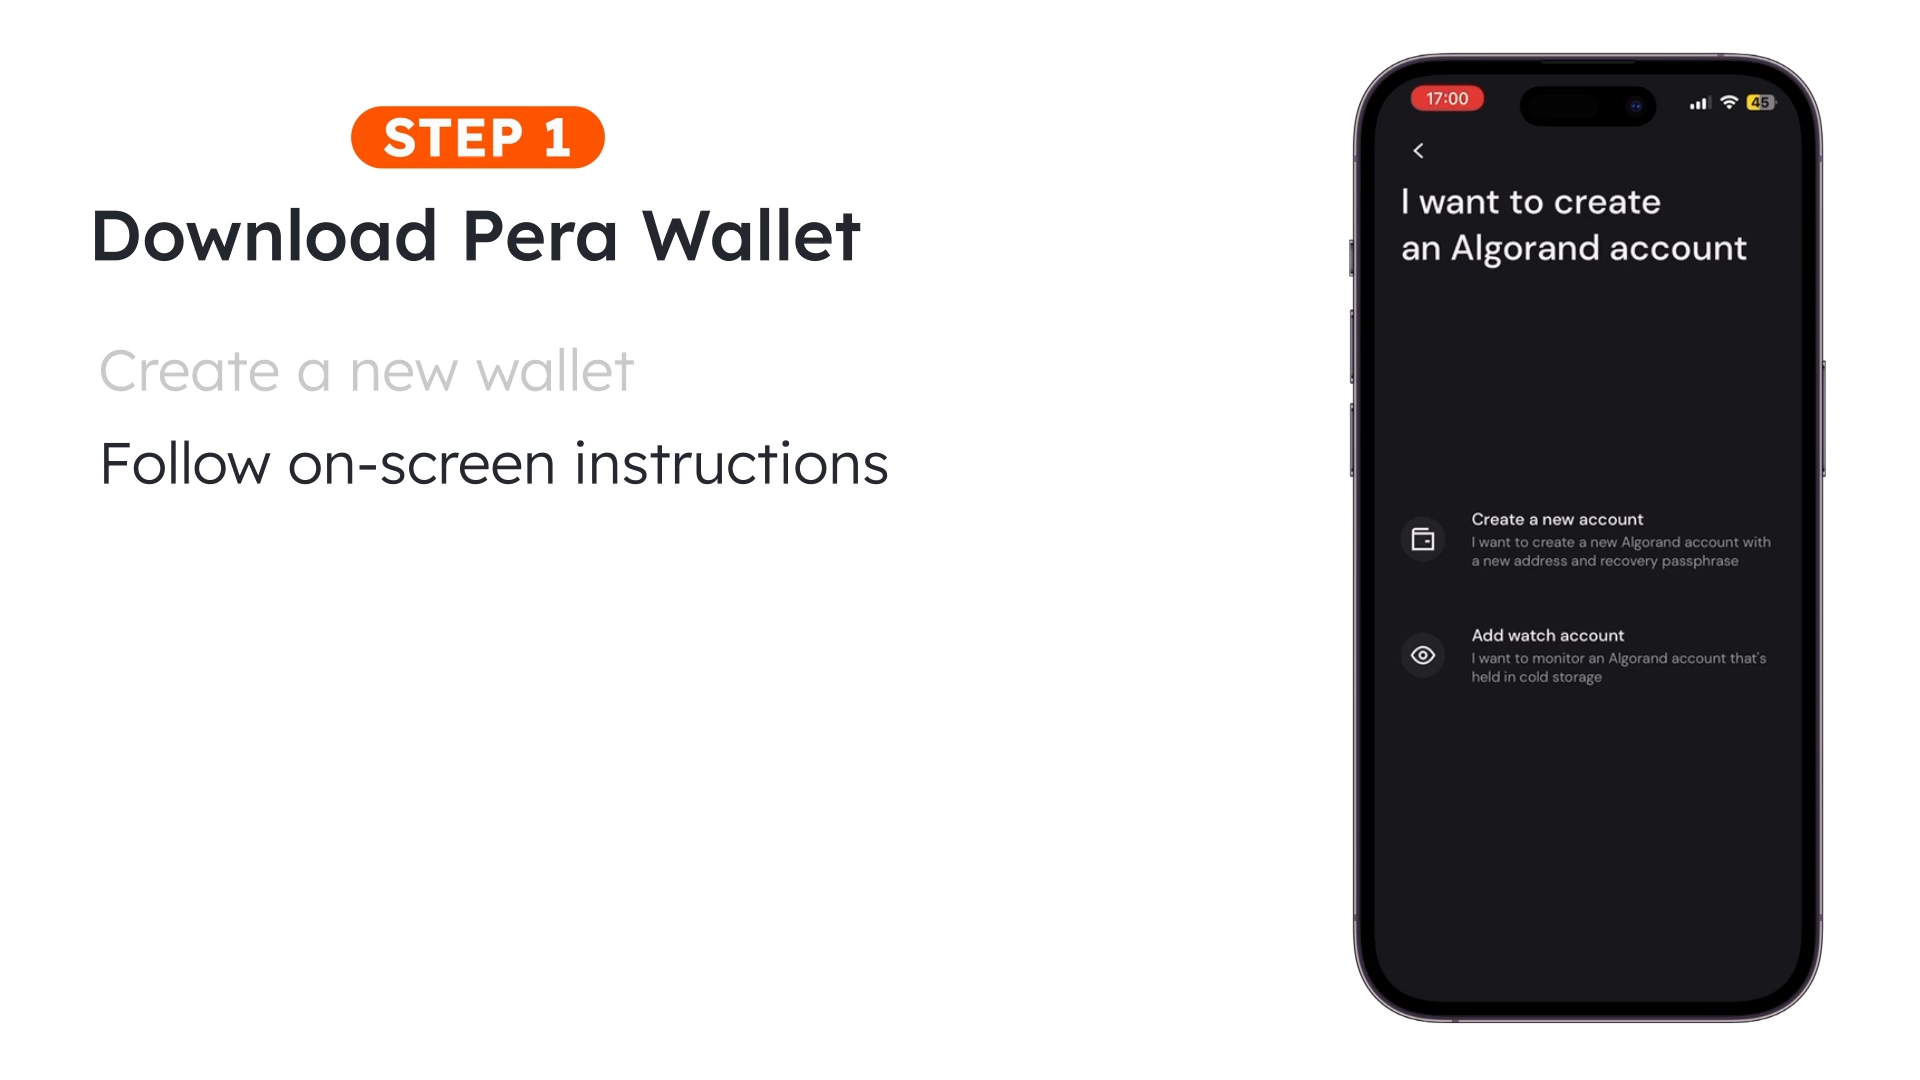 STEP 1
Download Pera Wallet
Create a new wallet
Follow on-screen instructions
17:00
45
I want to create
an Algorand account
Create a new account
I want to create a new Algorand account with
a new address and recovery passphrase
Add watch account
I want to monitor an Algorand account that's
held in cold storage